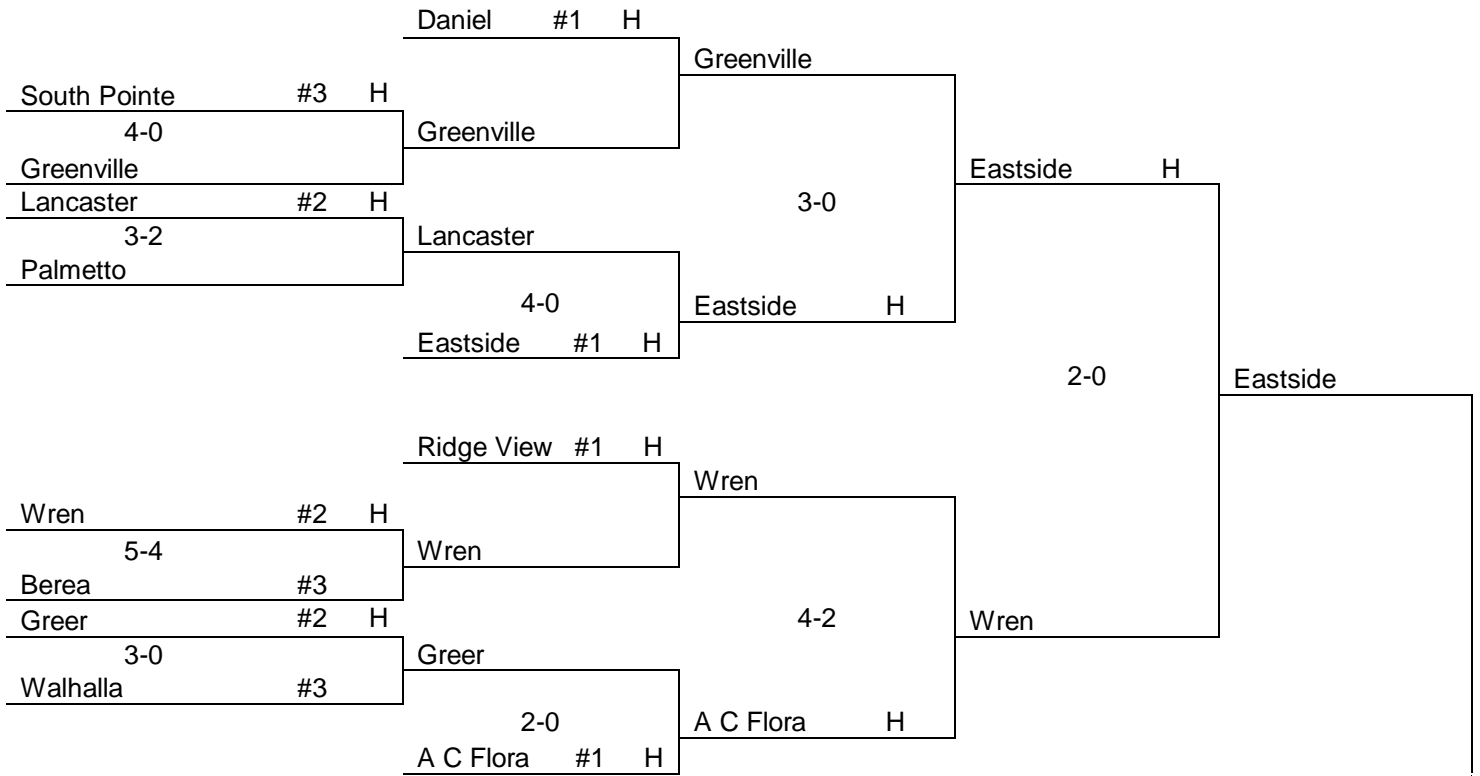 Daniel #1 H
Greenville
South Pointe #3 H
4-0
Greenville
Greenville
Eastside H
Lancaster #2 H
3-0
3-2
Lancaster
Palmetto
4-0
Eastside H
Eastside #1 H
2-0
Eastside
Ridge View #1 H
Wren
Wren #2 H
5-4
Wren
Berea #3
Greer #2 H
4-2
Wren
3-0
Greer
Walhalla #3
2-0
A C Flora H
A C Flora #1 H